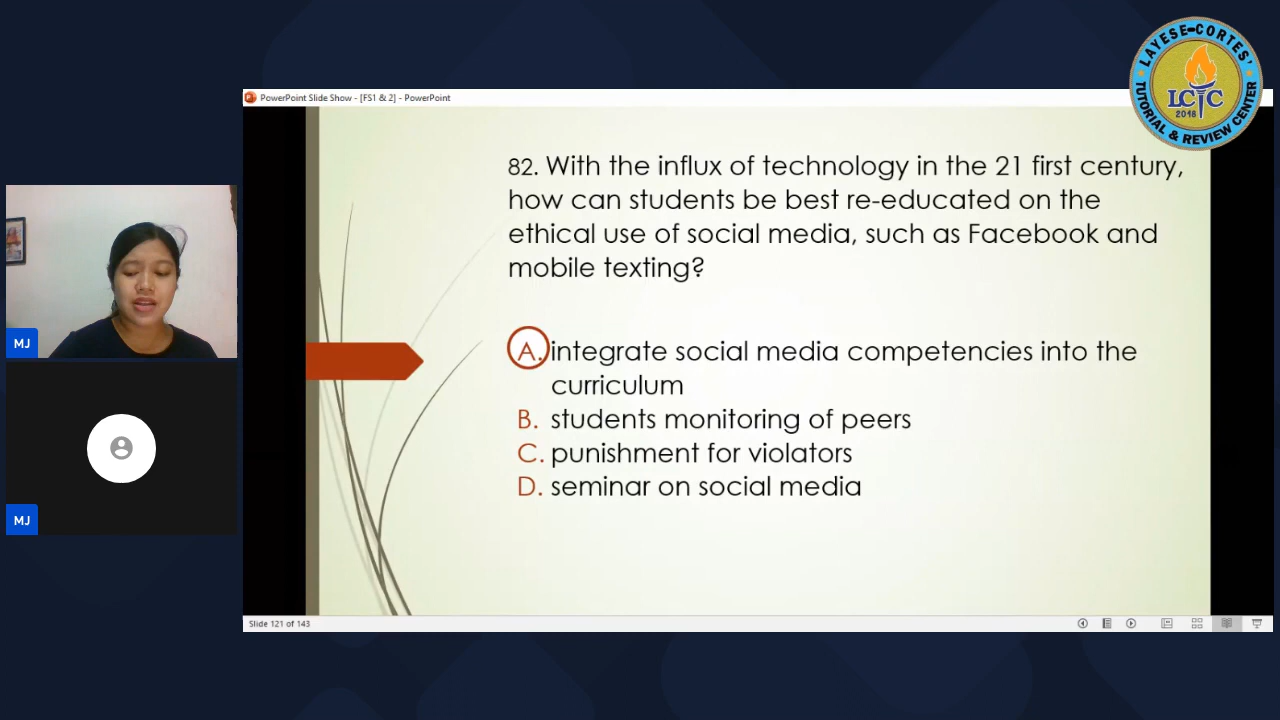 LAYESE-CORTES'
LCTC
2018
TUTORIAL & REVIEW CENTER
PowerPoint Slide Show - [FS1 & 2] - PowerPoint
82. With the influx of technology in the 21 first century,
how can students be best re-educated on the
ethical use of social media, such as Facebook and
mobile texting?
A. integrate social media competencies into the
curriculum
B. students monitoring of peers
C. punishment for violators
D. seminar on social media
MJ
MJ
Slide 121 of 143